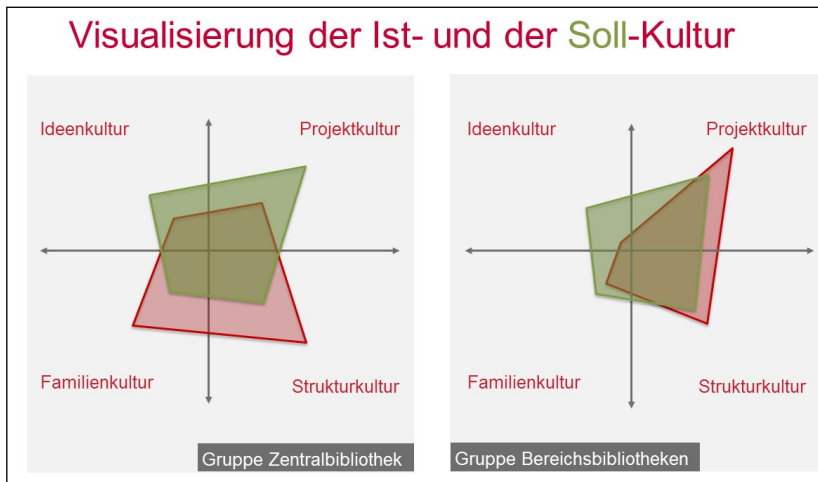 Visualisierung der Ist- und der Soll-Kultur
Ideenkultur
Projektkultur
Familienkultur
Strukturkultur
Gruppe Zentralbibliothek
Ideenkultur
Projektkultur
Familienkultur
Strukturkultur
Gruppe Bereichsbibliotheken